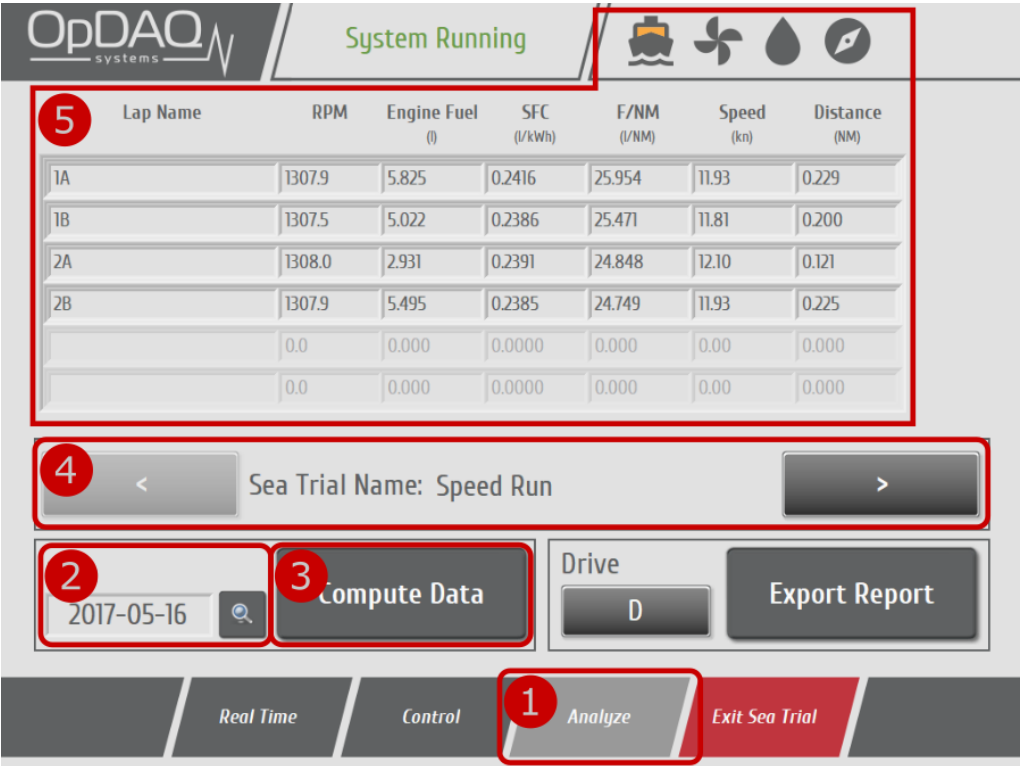 OpDAQ
systems
System Running
5
Lap Name RPM Engine Fuel SFC F/NM Speed Distance
(l) (l/kWh) (l/NM) (kn) (NM)
1A 1307.9 5.825 0.2416 25.954 11.93 0.229
1B 1307.5 5.022 0.2386 25.471 11.81 0.200
2A 1308.0 2.931 0.2391 24.848 12.10 0.121
2B 1307.9 5.495 0.2385 24.749 11.93 0.225
0.0 0.000 0.0000 0.000 0.00 0.000
0.0 0.000 0.0000 0.000 0.00 0.000
4
< Sea Trial Name: Speed Run >
2
2017-05-16
3
Compute Data
Drive
D
Export Report
Real Time
Control
1
Analyze
Exit Sea Trial